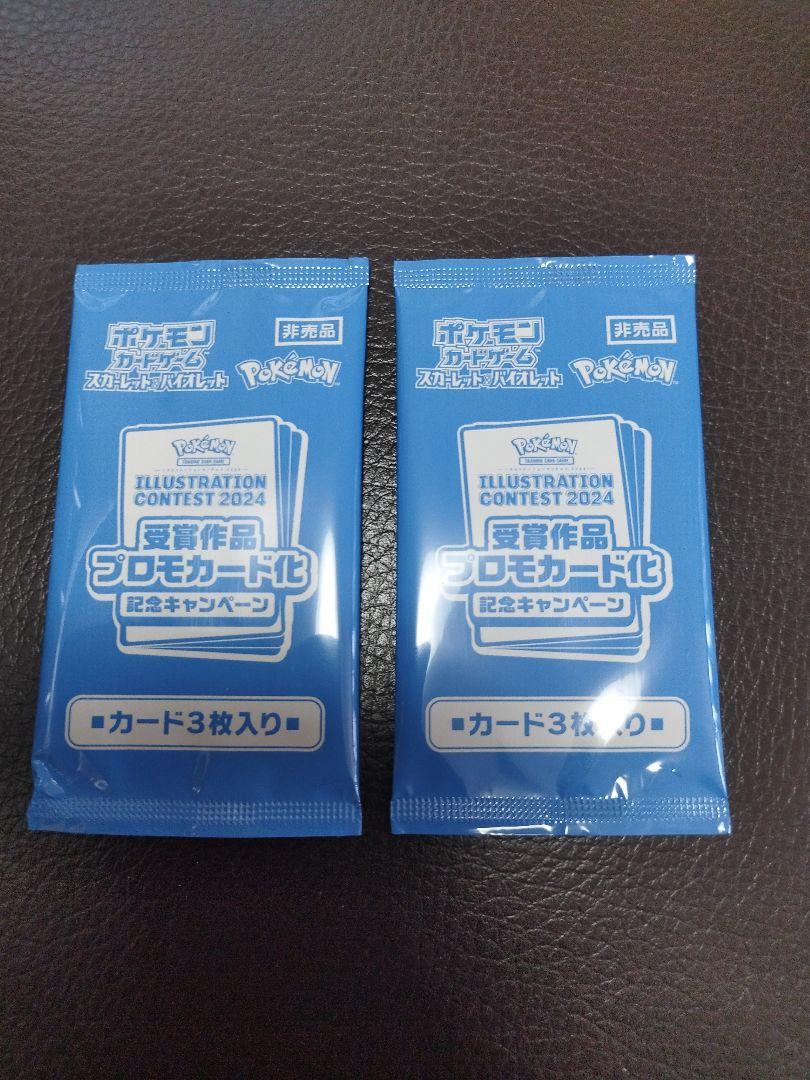 ポケモン
カードゲーム
スカーレット&バイオレット
非売品
Pokémon
Pokémon
TRADING CARD GAME
ILLUSTRATION
CONTEST 2024
受賞作品
プロモカード化
記念キャンペーン
■カード3枚入り■
ポケモン
カードゲーム
スカーレット&バイオレット
非売品
Pokémon
Pokémon
TRADING CARD GAME
ILLUSTRATION
CONTEST 2024
受賞作品
プロモカード化
記念キャンペーン
■カード3枚入り■